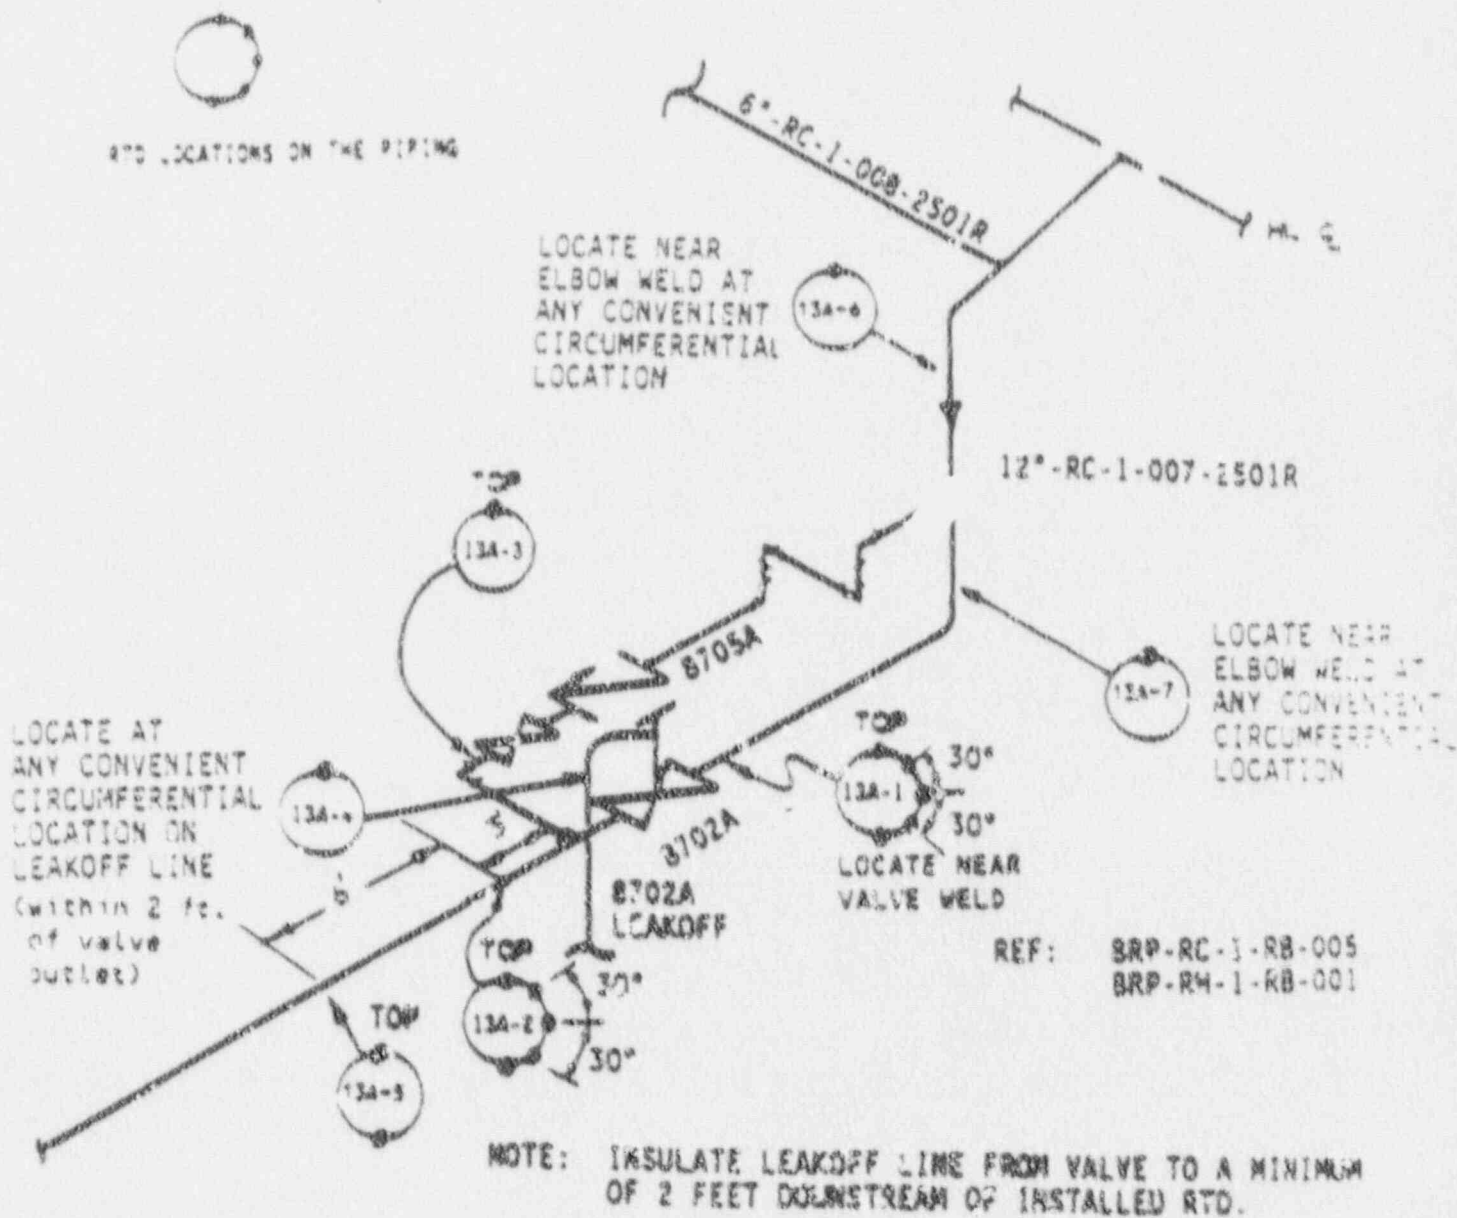 RTD LOCATIONS ON THE PIPING
6"-RC-1-008-2501R
HL ℄
LOCATE NEAR
ELBOW WELD AT
ANY CONVENIENT
CIRCUMFERENTIAL
LOCATION
13A-6
12"-RC-1-007-2501R
TOP
13A-3
8705A
LOCATE NEAR
ELBOW WELD AT
ANY CONVENIENT
CIRCUMFERENTIAL
LOCATION
13A-7
LOCATE AT
ANY CONVENIENT
CIRCUMFERENTIAL
LOCATION ON
LEAKOFF LINE
(within 2 ft.
of valve
outlet)
13A-4
TOP
30°
13A-1
30°
LOCATE NEAR
VALVE WELD
8702A
8702A
LEAKOFF
6'
TOP
30°
13A-2
30°
TOP
13A-5
REF: BRP-RC-1-RB-005
BRP-RH-1-RB-001
NOTE: INSULATE LEAKOFF LINE FROM VALVE TO A MINIMUM
OF 2 FEET DOWNSTREAM OF INSTALLED RTD.